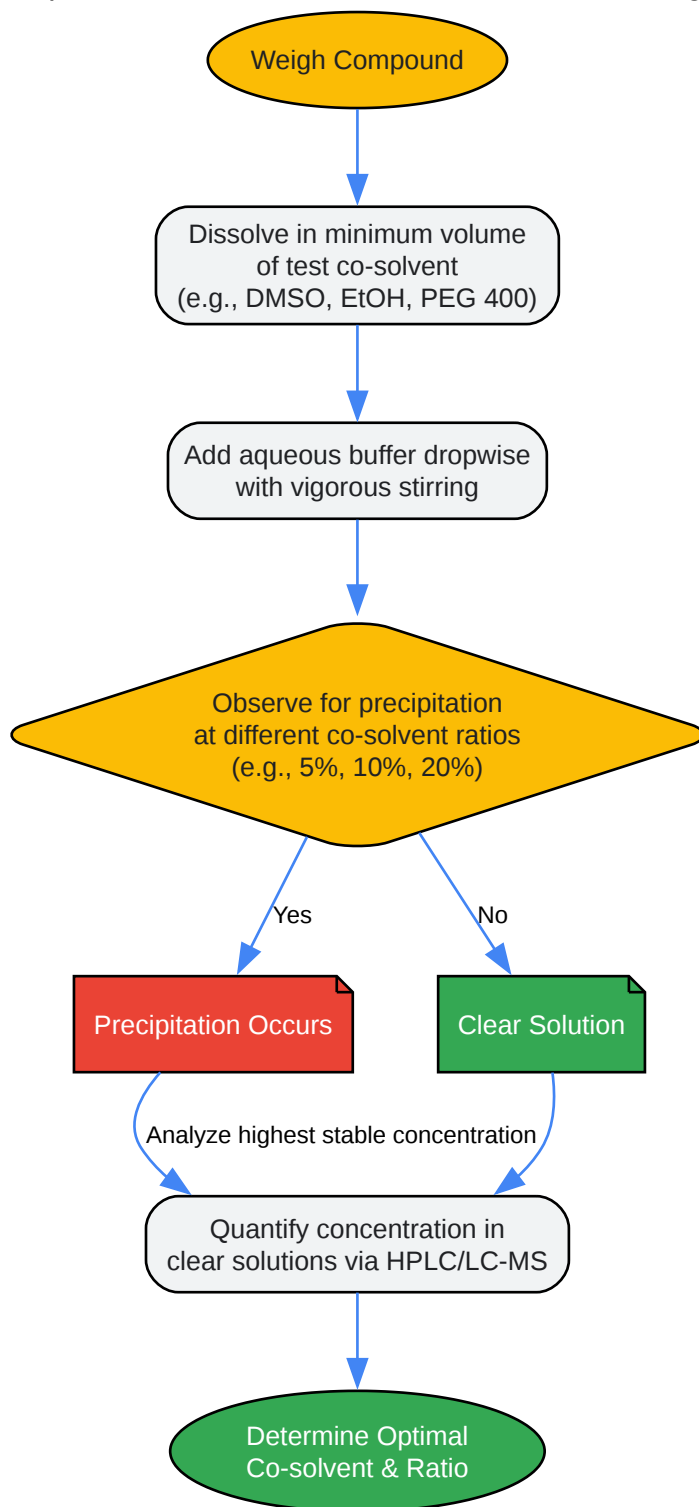 Weigh Compound
Dissolve in minimum volume
of test co-solvent
(e.g., DMSO, EtOH, PEG 400)
Add aqueous buffer dropwise
with vigorous stirring
Observe for precipitation
at different co-solvent ratios
(e.g., 5%, 10%, 20%)
Yes
No
Precipitation Occurs
Clear Solution
Analyze highest stable concentration
Quantify concentration in
clear solutions via HPLC/LC-MS
Determine Optimal
Co-solvent & Ratio